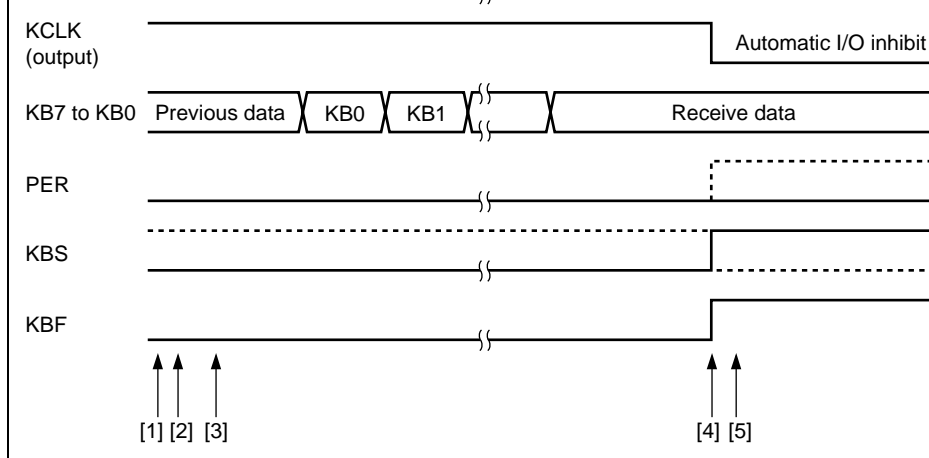 KCLK
(output)
Automatic I/O inhibit
KB7 to KB0 Previous data KB0 KB1 Receive data
PER
KBS
KBF
[1] [2] [3] [4] [5]